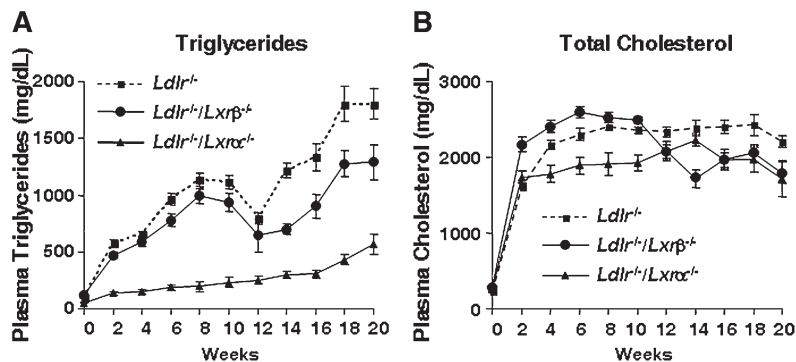 A
Triglycerides
Plasma Triglycerides (mg/dL)
2000
1500
1000
500
0
Ldlr-/-
Ldlr-/-/Lxrβ-/-
Ldlr-/-/Lxrα-/-
0 2 4 6 8 10 12 14 16 18 20
Weeks
B
Total Cholesterol
Plasma Cholesterol (mg/dL)
3000
2000
1000
0
Ldlr-/-
Ldlr-/-/Lxrβ-/-
Ldlr-/-/Lxrα-/-
0 2 4 6 8 10 12 14 16 18 20
Weeks